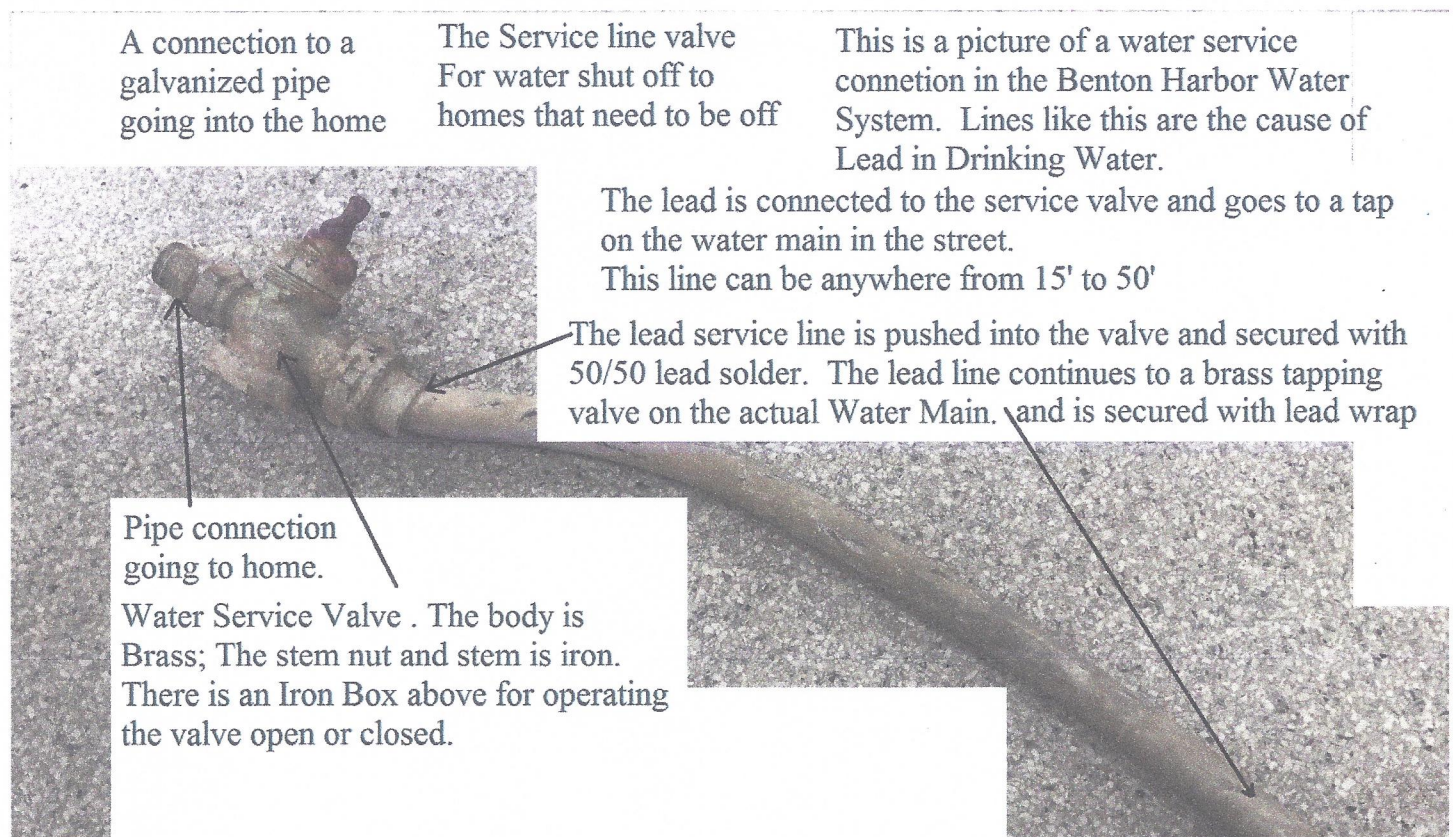 A connection to a
galvanized pipe
going into the home
The Service line valve
For water shut off to
homes that need to be off
This is a picture of a water service
connetion in the Benton Harbor Water
System. Lines like this are the cause of
Lead in Drinking Water.
The lead is connected to the service valve and goes to a tap
on the water main in the street.
This line can be anywhere from 15' to 50'
The lead service line is pushed into the valve and secured with
50/50 lead solder. The lead line continues to a brass tapping
valve on the actual Water Main. and is secured with lead wrap
Pipe connection
going to home.
Water Service Valve . The body is
Brass; The stem nut and stem is iron.
There is an Iron Box above for operating
the valve open or closed.